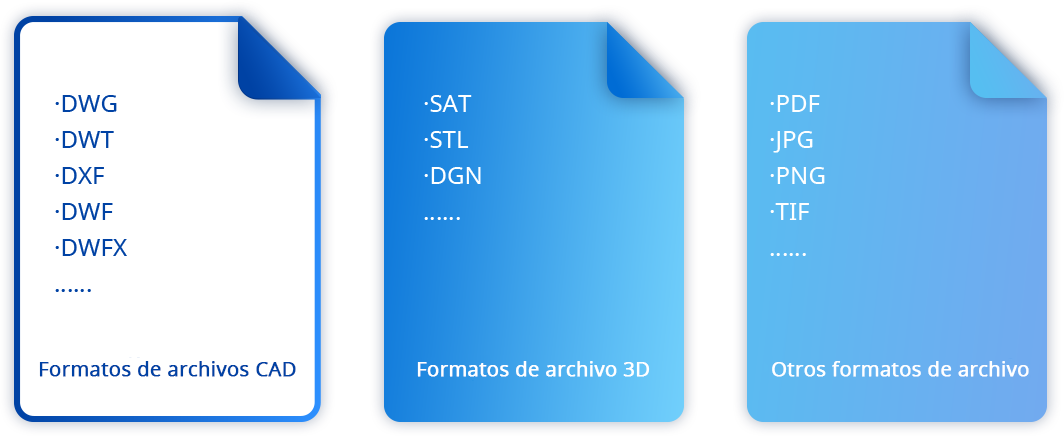 ·DWG
·DWT
·DXF
·DWF
·DWFX
......
Formatos de archivos CAD
·SAT
·STL
·DGN
......
Formatos de archivo 3D
·PDF
·JPG
·PNG
·TIF
......
Otros formatos de archivo